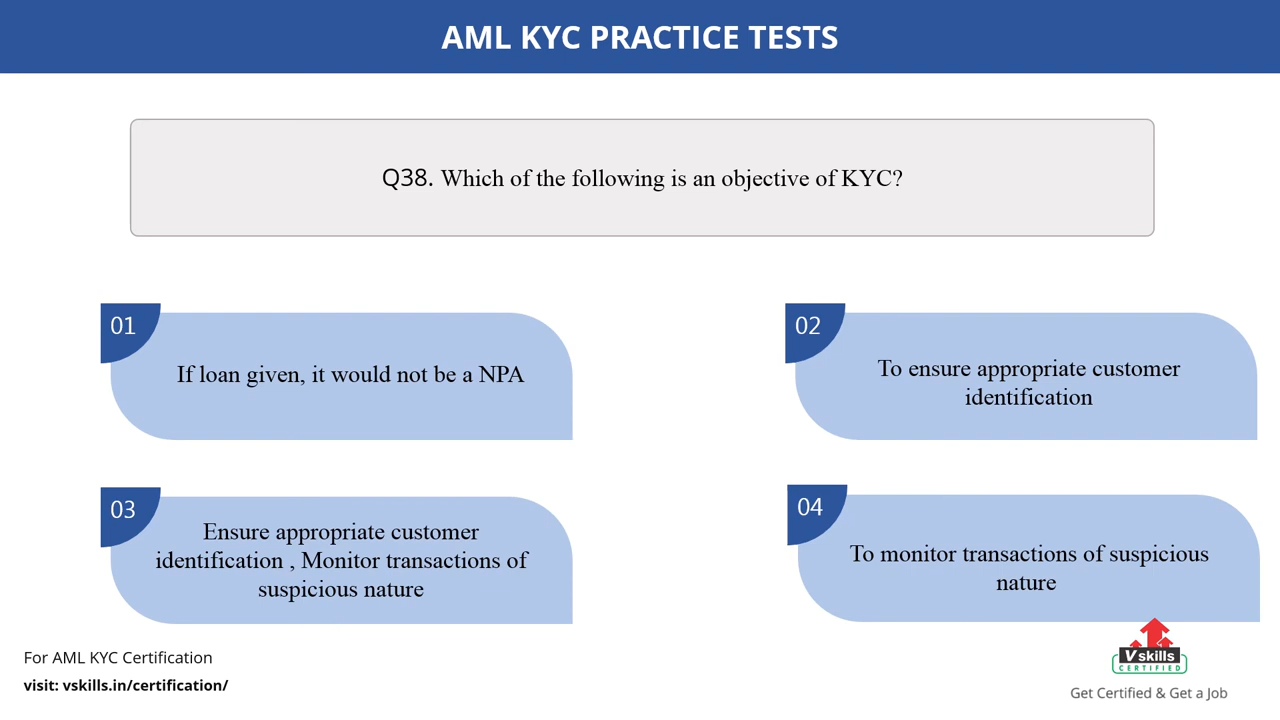 AML KYC PRACTICE TESTS
Q38. Which of the following is an objective of KYC?
01
If loan given, it would not be a NPA
02
To ensure appropriate customer
identification
03
Ensure appropriate customer
identification , Monitor transactions of
suspicious nature
04
To monitor transactions of suspicious
nature
For AML KYC Certification
visit: vskills.in/certification/
Vskills
CERTIFIED
Get Certified & Get a Job